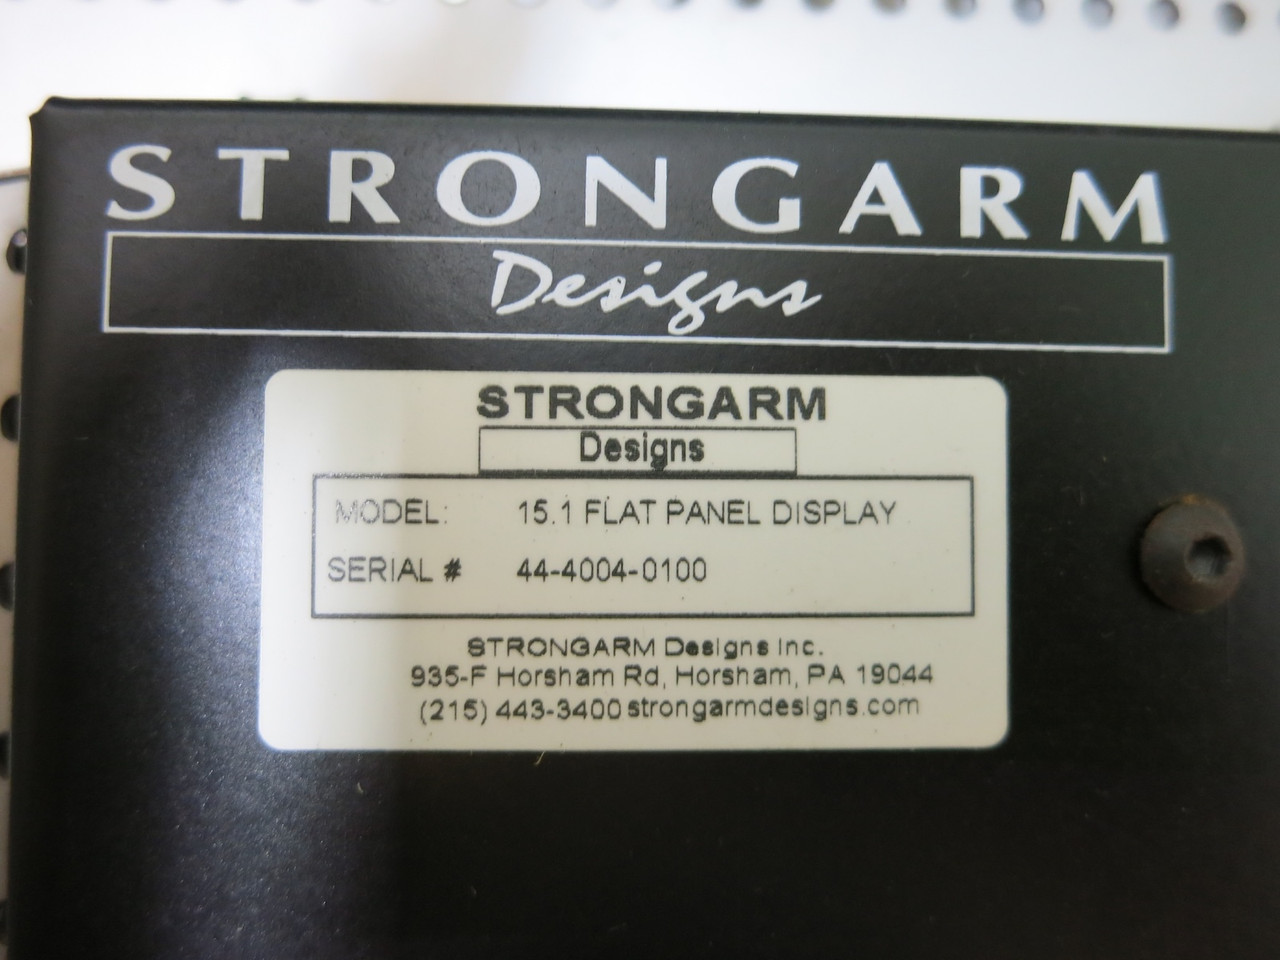 STRONGARM
Designs
STRONGARM
Designs
MODEL: 15.1 FLAT PANEL DISPLAY
SERIAL # 44-4004-0100
STRONGARM Designs Inc.
935-F Horsham Rd, Horsham, PA 19044
(215) 443-3400 strongarmdesigns.com